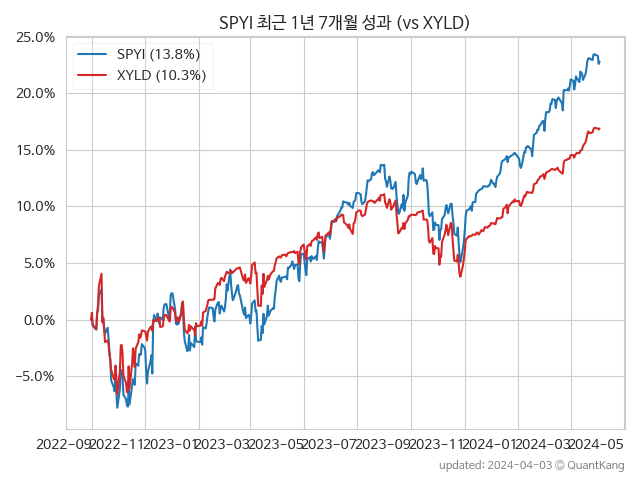 SPYI 최근 1년 7개월 성과 (vs XYLD)
SPYI (13.8%)
XYLD (10.3%)
25.0%
20.0%
15.0%
10.0%
5.0%
0.0%
−5.0%
2022-09 2022-11 2023-01 2023-03 2023-05 2023-07 2023-09 2023-11 2024-01 2024-03 2024-05
updated: 2024-04-03 © QuantKang